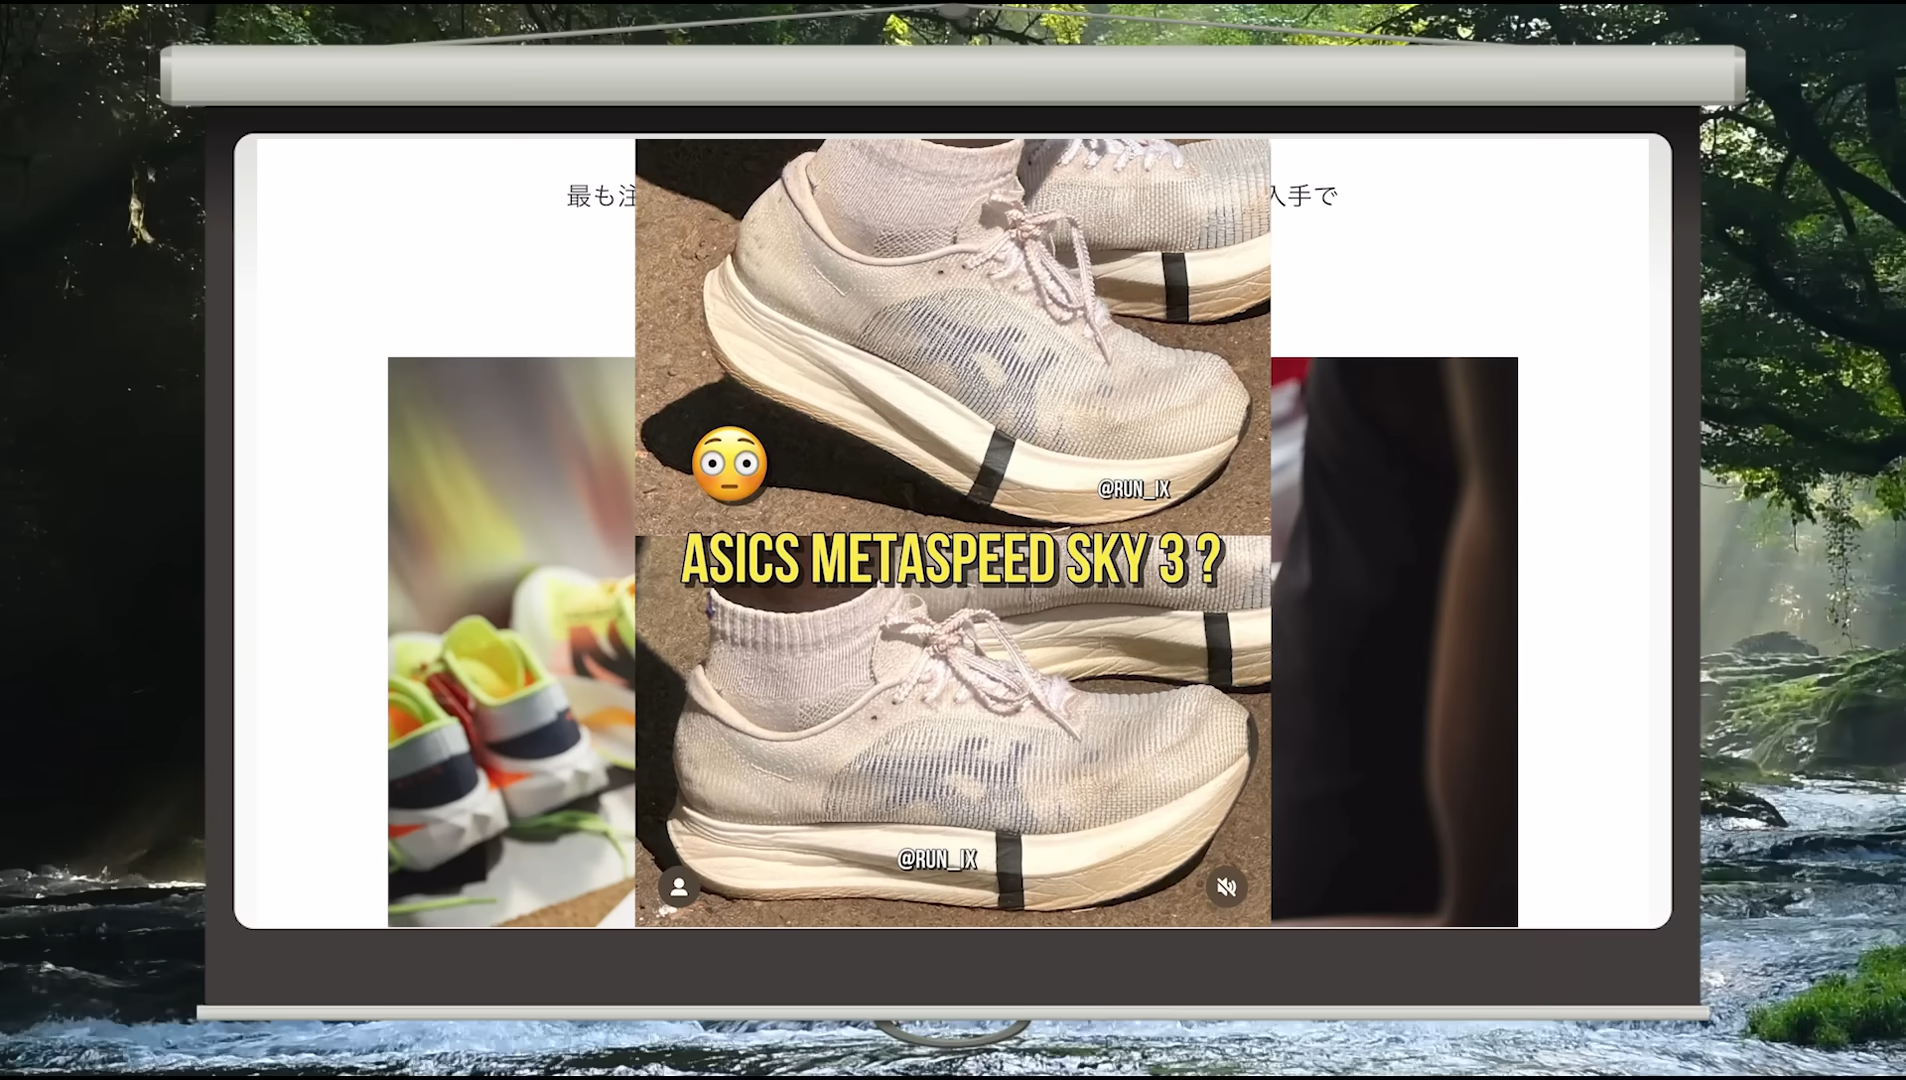 最も注
入手で
@RUN_IX
ASICS METASPEED SKY 3 ?
@RUN_IX